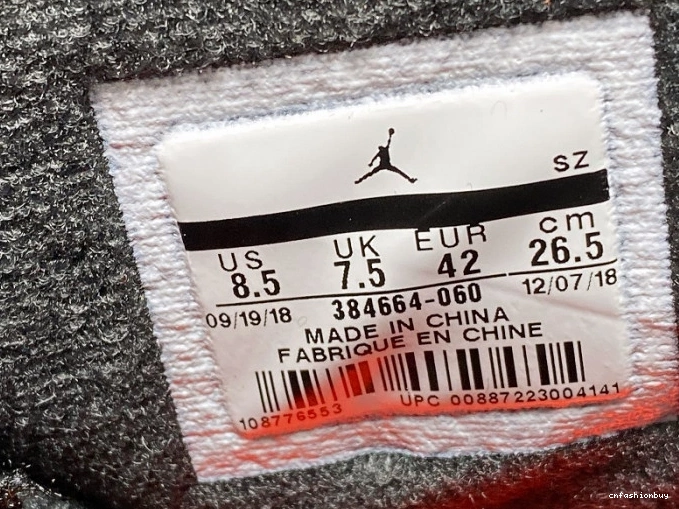 SZ
US UK EUR cm
8.5 7.5 42 26.5
09/19/18 384664-060 12/07/18
MADE IN CHINA
FABRIQUE EN CHINE
108776553 UPC 00887223004141
cnfashionbuy